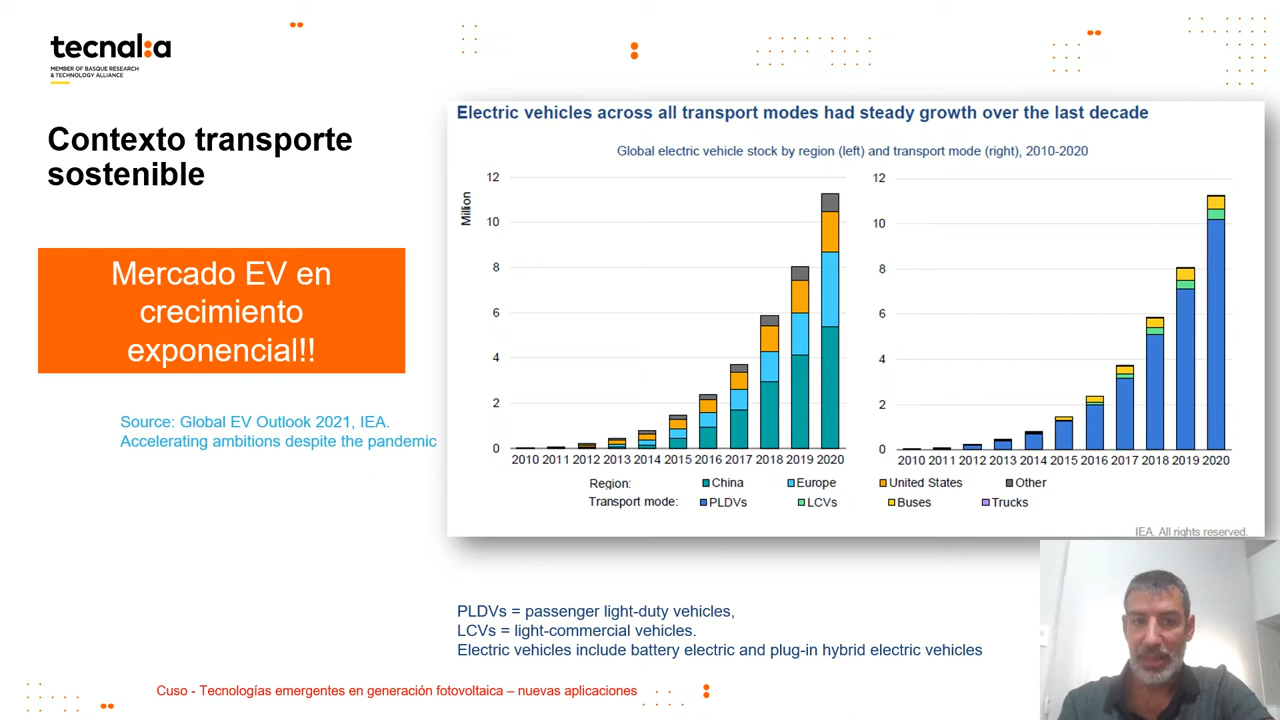 tecnal:a
MEMBER OF BASQUE RESEARCH
& TECHNOLOGY ALLIANCE
Contexto transporte
sostenible
Mercado EV en
crecimiento
exponencial!!
Source: Global EV Outlook 2021, IEA.
Accelerating ambitions despite the pandemic
Electric vehicles across all transport modes had steady growth over the last decade
Global electric vehicle stock by region (left) and transport mode (right), 2010-2020
Million
12
10
8
6
4
2
0
2010 2011 2012 2013 2014 2015 2016 2017 2018 2019 2020
12
10
8
6
4
2
0
2010 2011 2012 2013 2014 2015 2016 2017 2018 2019 2020
Region: China Europe United States Other
Transport mode: PLDVs LCVs Buses Trucks
IEA. All rights reserved.
PLDVs = passenger light-duty vehicles,
LCVs = light-commercial vehicles.
Electric vehicles include battery electric and plug-in hybrid electric vehicles
Cuso - Tecnologías emergentes en generación fotovoltaica – nuevas aplicaciones